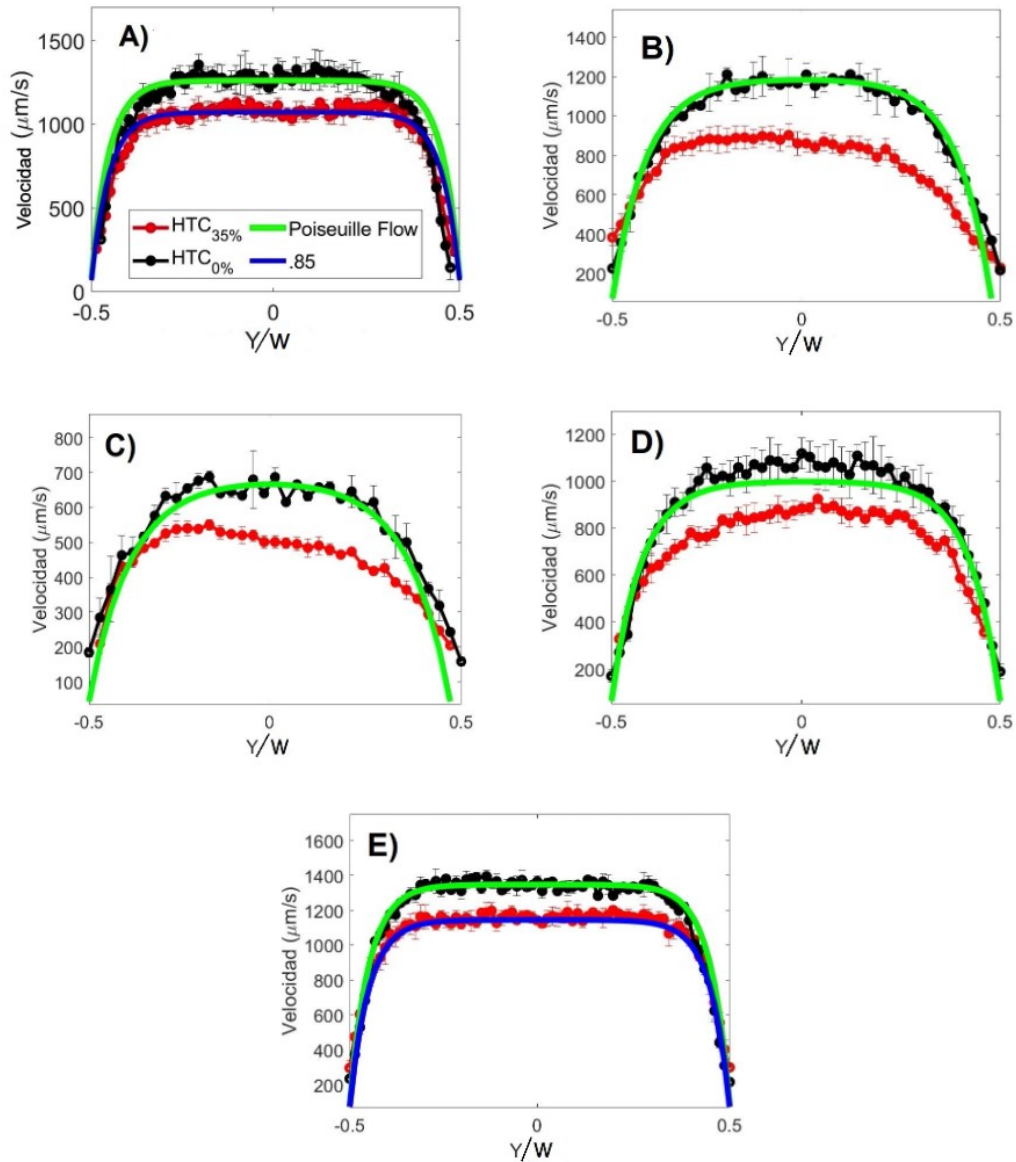 A)
1500
1000
500
0
Velocidad (μm/s)
HTC35% Poiseuille Flow
HTC0% .85
-0.5 0 0.5
Y/W
B)
1400
1200
1000
800
600
400
200
Velocidad (μm/s)
-0.5 0 0.5
Y/W
C)
800
700
600
500
400
300
200
100
Velocidad (μm/s)
-0.5 0 0.5
Y/W
D)
1200
1000
800
600
400
200
Velocidad (μm/s)
-0.5 0 0.5
Y/W
E)
1600
1400
1200
1000
800
600
400
200
Velocidad (μm/s)
-0.5 0 0.5
Y/W